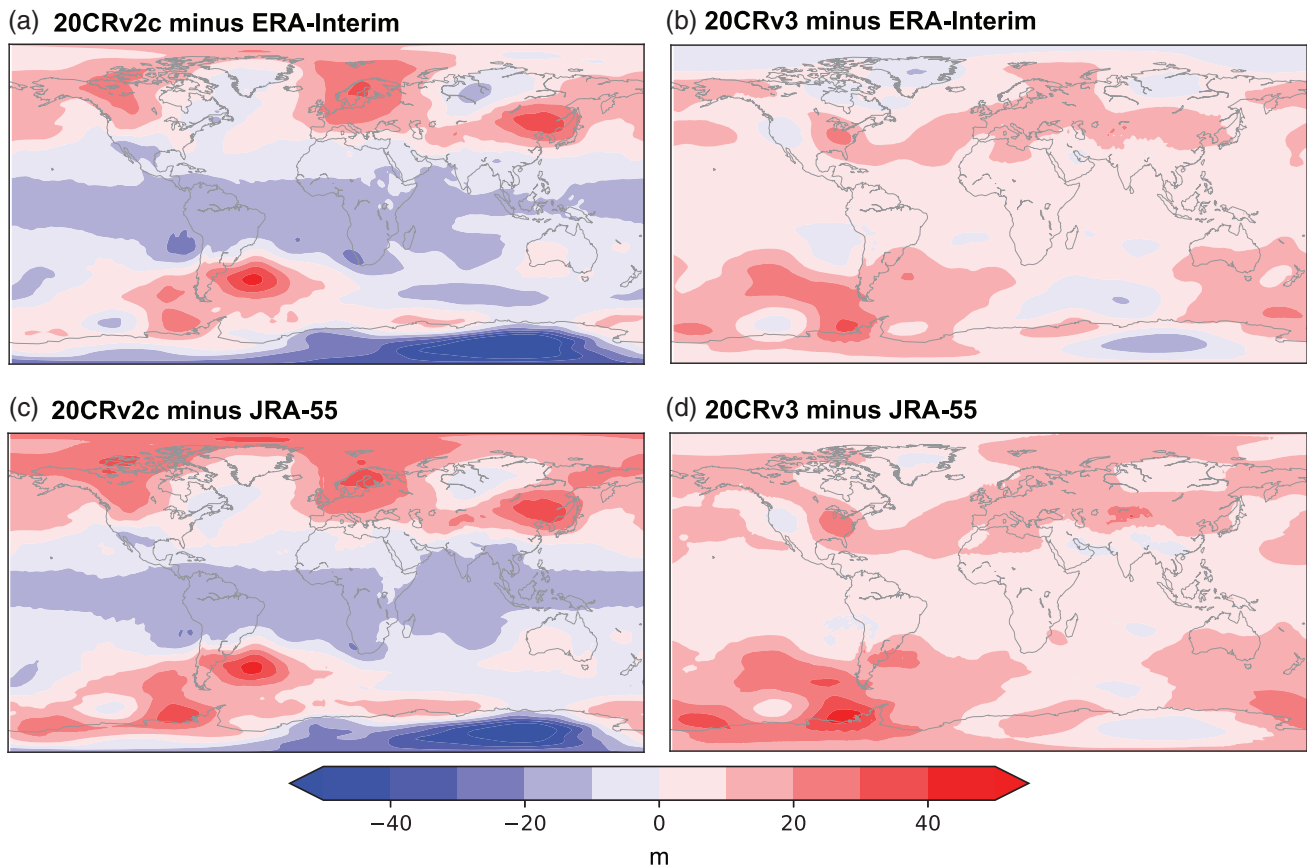 (a) 20CRv2c minus ERA-Interim
(b) 20CRv3 minus ERA-Interim
(c) 20CRv2c minus JRA-55
(d) 20CRv3 minus JRA-55
−40 −20 0 20 40
m